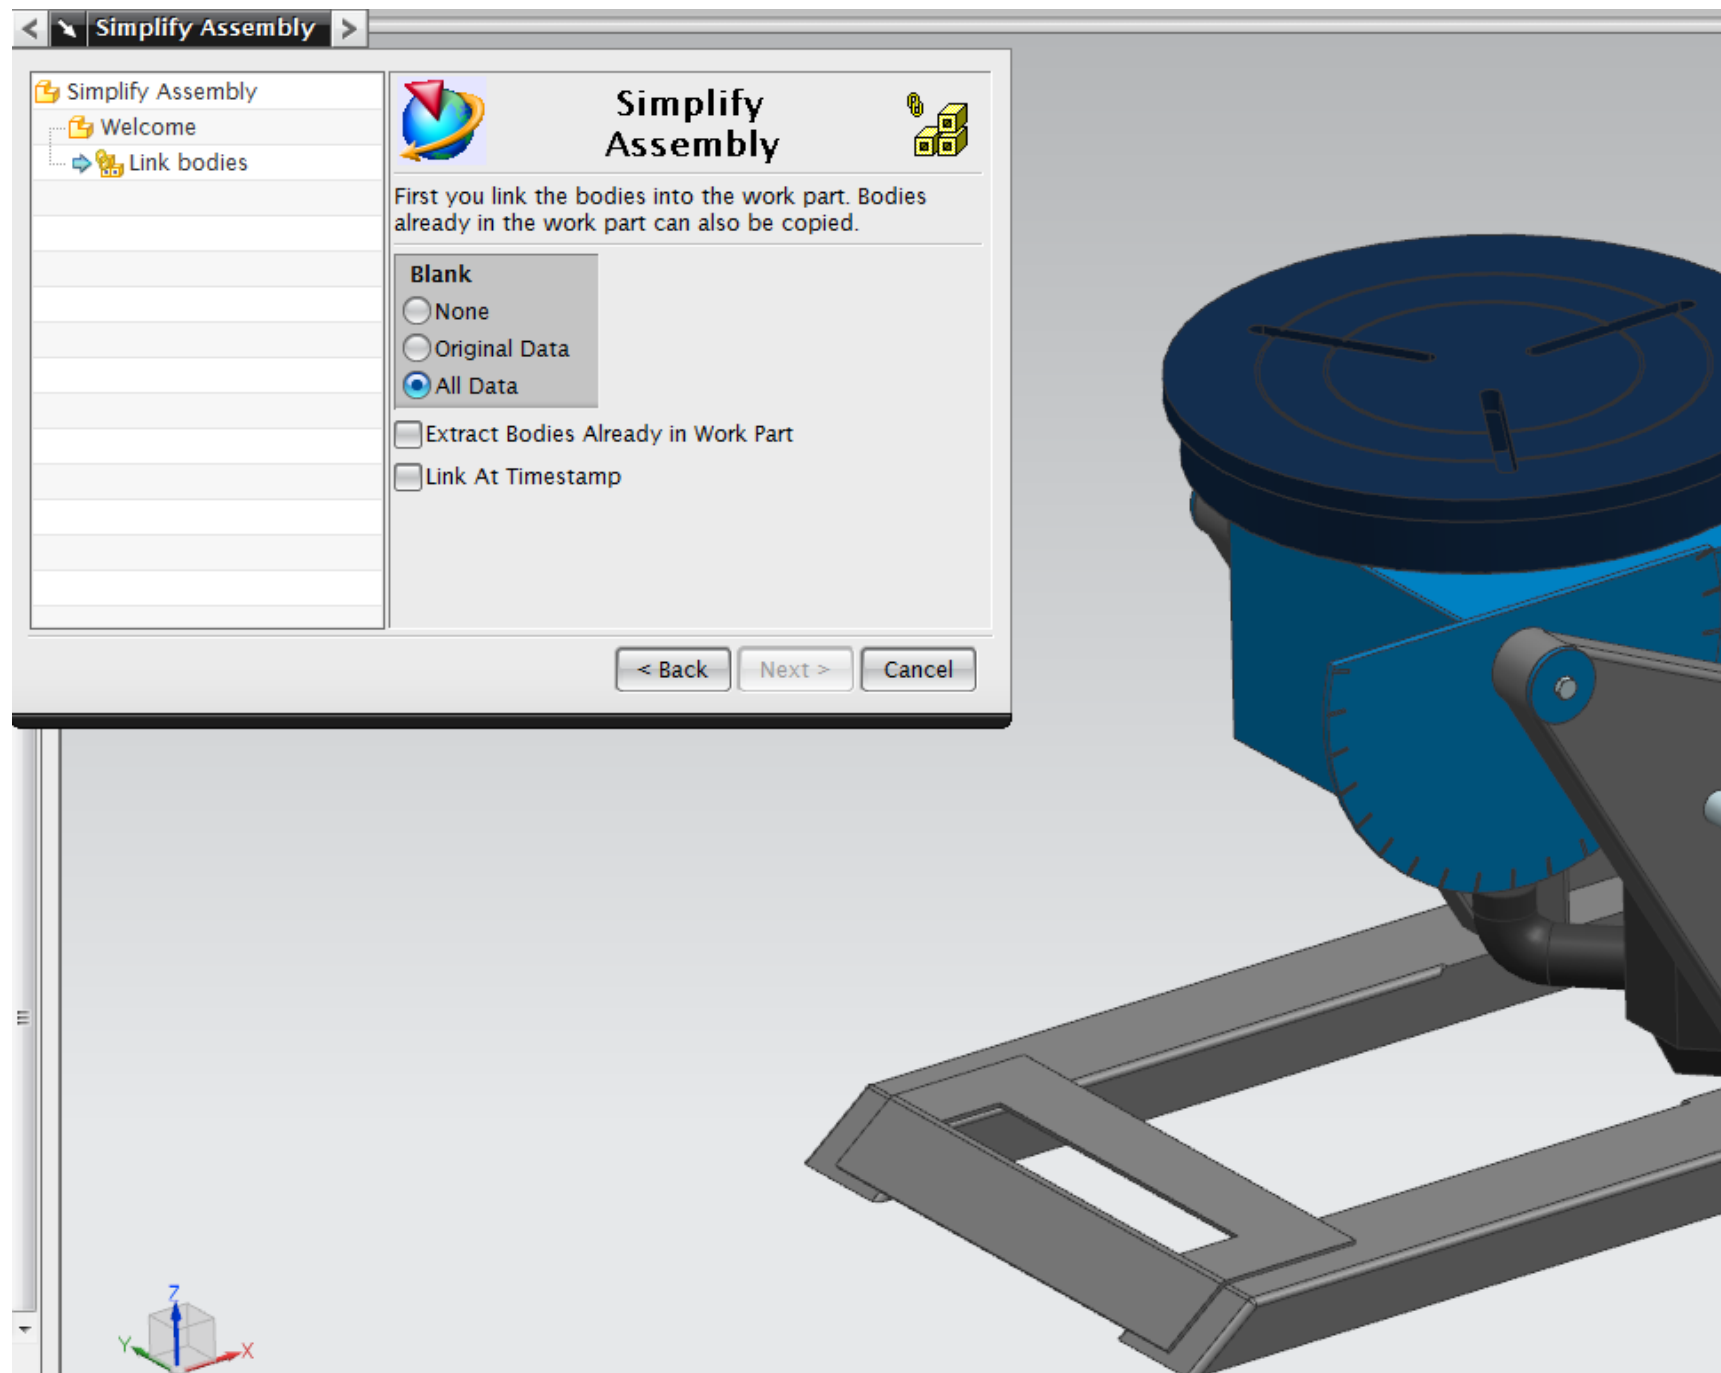 < Simplify Assembly >
Simplify Assembly
Welcome
Link bodies
Simplify
Assembly
First you link the bodies into the work part. Bodies
already in the work part can also be copied.
Blank
None
Original Data
All Data
Extract Bodies Already in Work Part
Link At Timestamp
< Back
Next >
Cancel
Z
Y
X